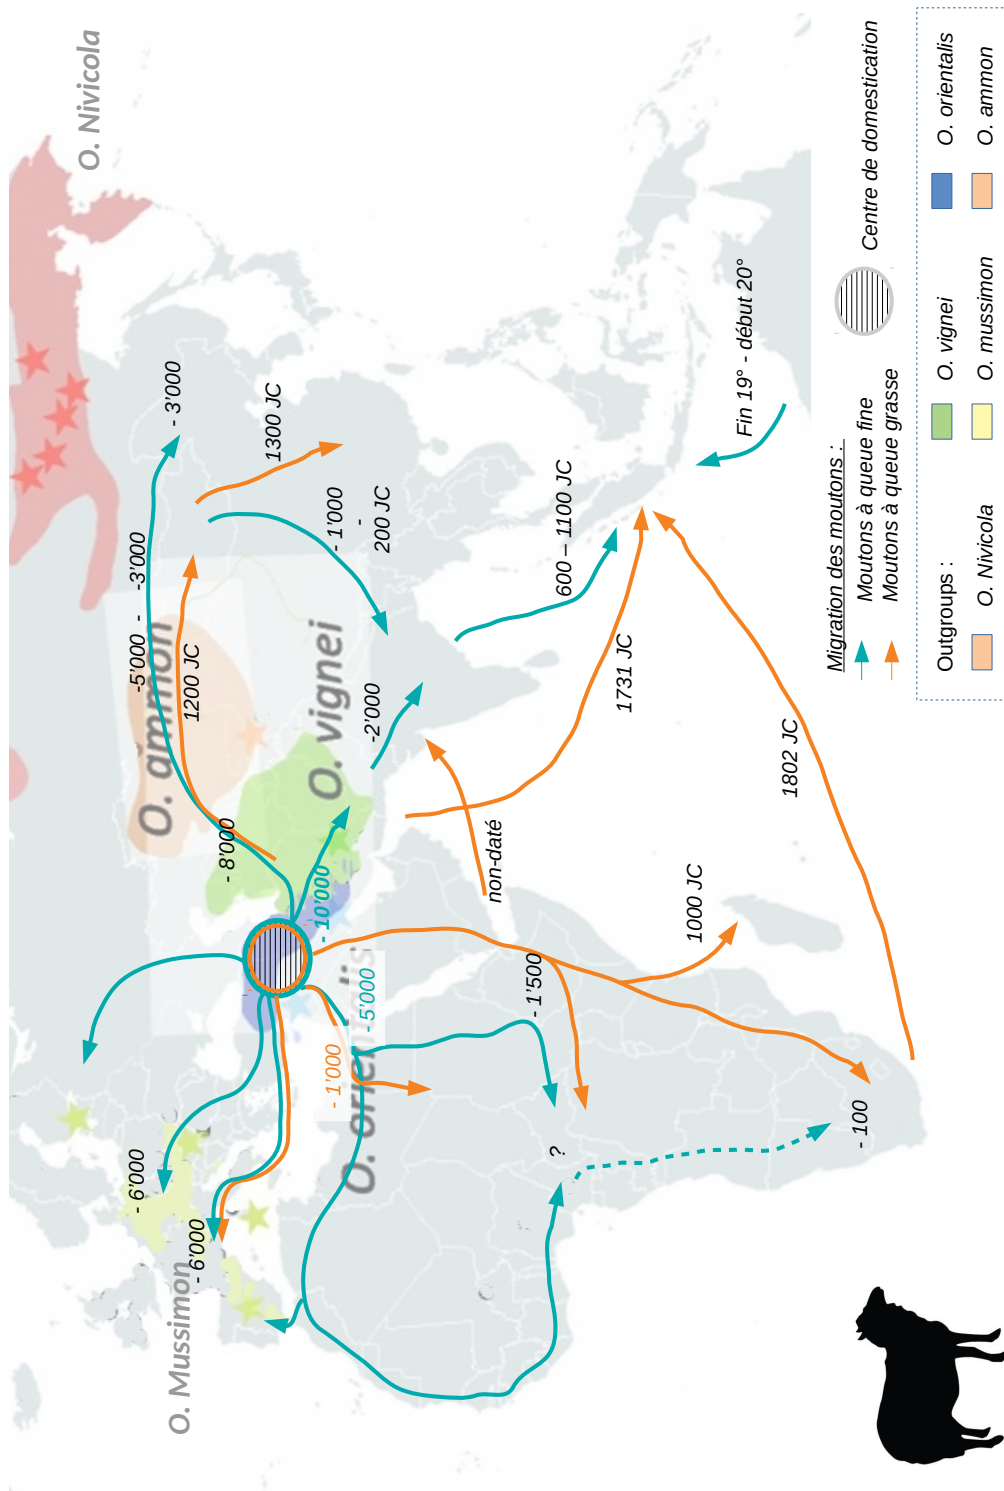 O. Nivicola
O. Mussimon
O. ammon
O. vignei
O. orientalis
- 6'000
- 6'000
- 8'000
-5'000 - -3'000
- 3'000
1200 JC
1300 JC
- 10'000
- 5'000
- 1'000
-2'000
- 1'000
-
200 JC
non-daté
- 1'500
?
1000 JC
- 100
600 – 1100 JC
1731 JC
1802 JC
Fin 19° - début 20°
Migration des moutons :
Moutons à queue fine
Moutons à queue grasse
Centre de domestication
Outgroups :
O. vignei
O. orientalis
O. Nivicola
O. mussimon
O. ammon